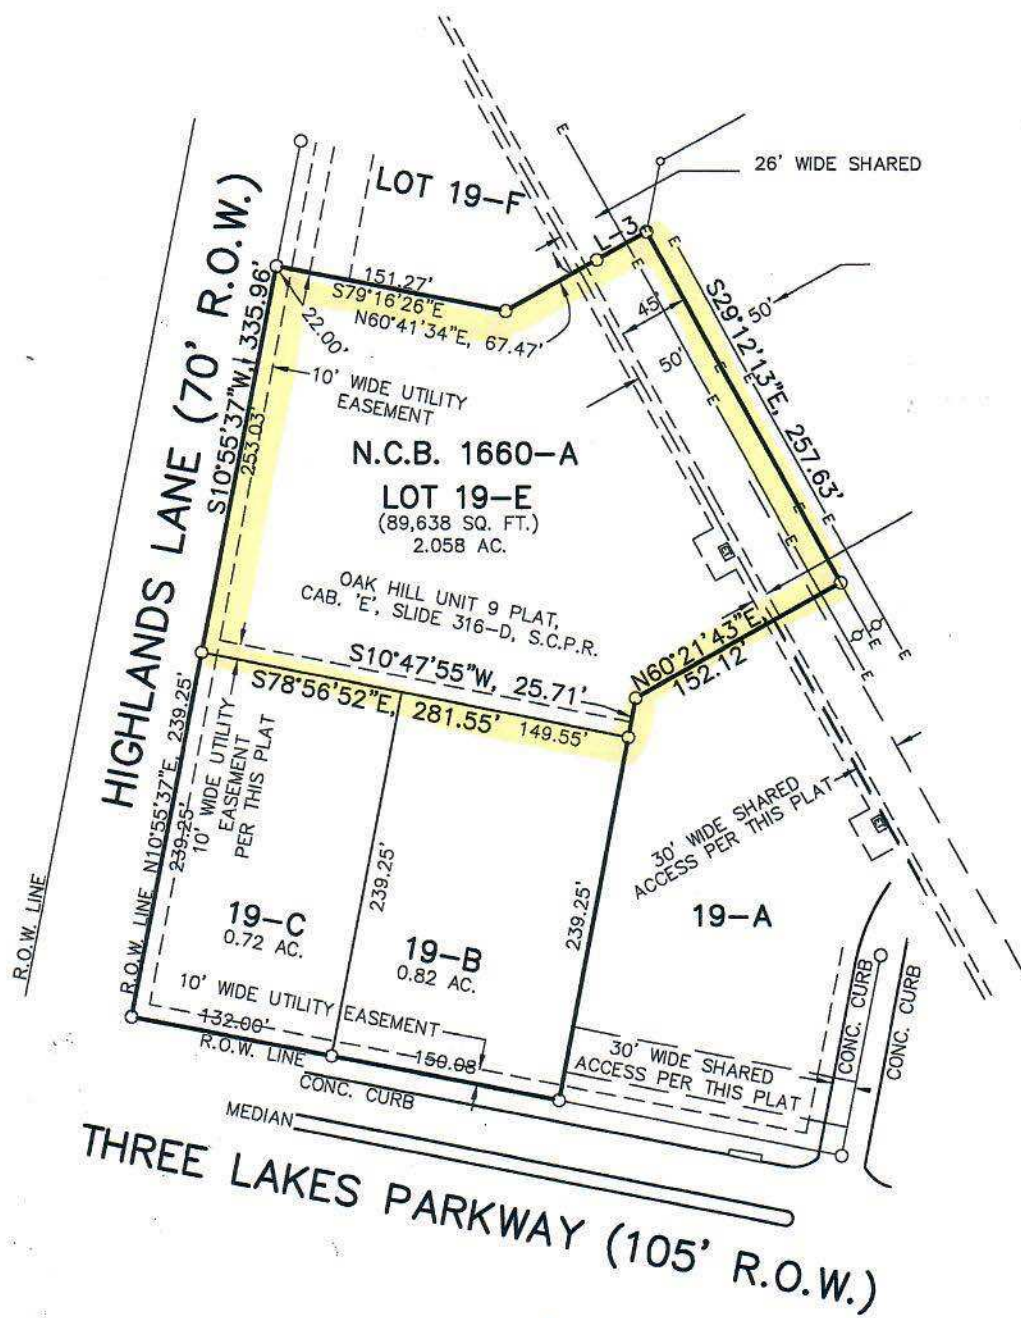 26' WIDE SHARED
LOT 19-F
L-3
151.27'
S79°16'26"E
N60°41'34"E, 67.47'
22.00'
45'
50'
50'
S29°12'13"E, 257.63'
10' WIDE UTILITY
EASEMENT
HIGHLANDS LANE (70' R.O.W.)
S10°55'37"W, 335.96'
253.03'
N.C.B. 1660-A
LOT 19-E
(89,638 SQ. FT.)
2.058 AC.
OAK HILL UNIT 9 PLAT,
CAB. 'E', SLIDE 316-D, S.C.P.R.
S10°47'55"W, 25.71'
N60°21'43"E,
152.12'
S78°56'52"E, 281.55'
149.55'
R.O.W. LINE
R.O.W. LINE N10°55'37"E, 239.25'
239.25'
10' WIDE UTILITY
EASEMENT
PER THIS PLAT
239.25'
239.25'
30' WIDE SHARED
ACCESS PER THIS PLAT
19-C
0.72 AC.
19-B
0.82 AC.
19-A
10' WIDE UTILITY EASEMENT
132.00'
R.O.W. LINE
150.08'
CONC. CURB
30' WIDE SHARED
ACCESS PER THIS PLAT
CONC. CURB
CONC. CURB
MEDIAN
THREE LAKES PARKWAY (105' R.O.W.)
E
E
E
E
E
E
E
E
E
E
E
E